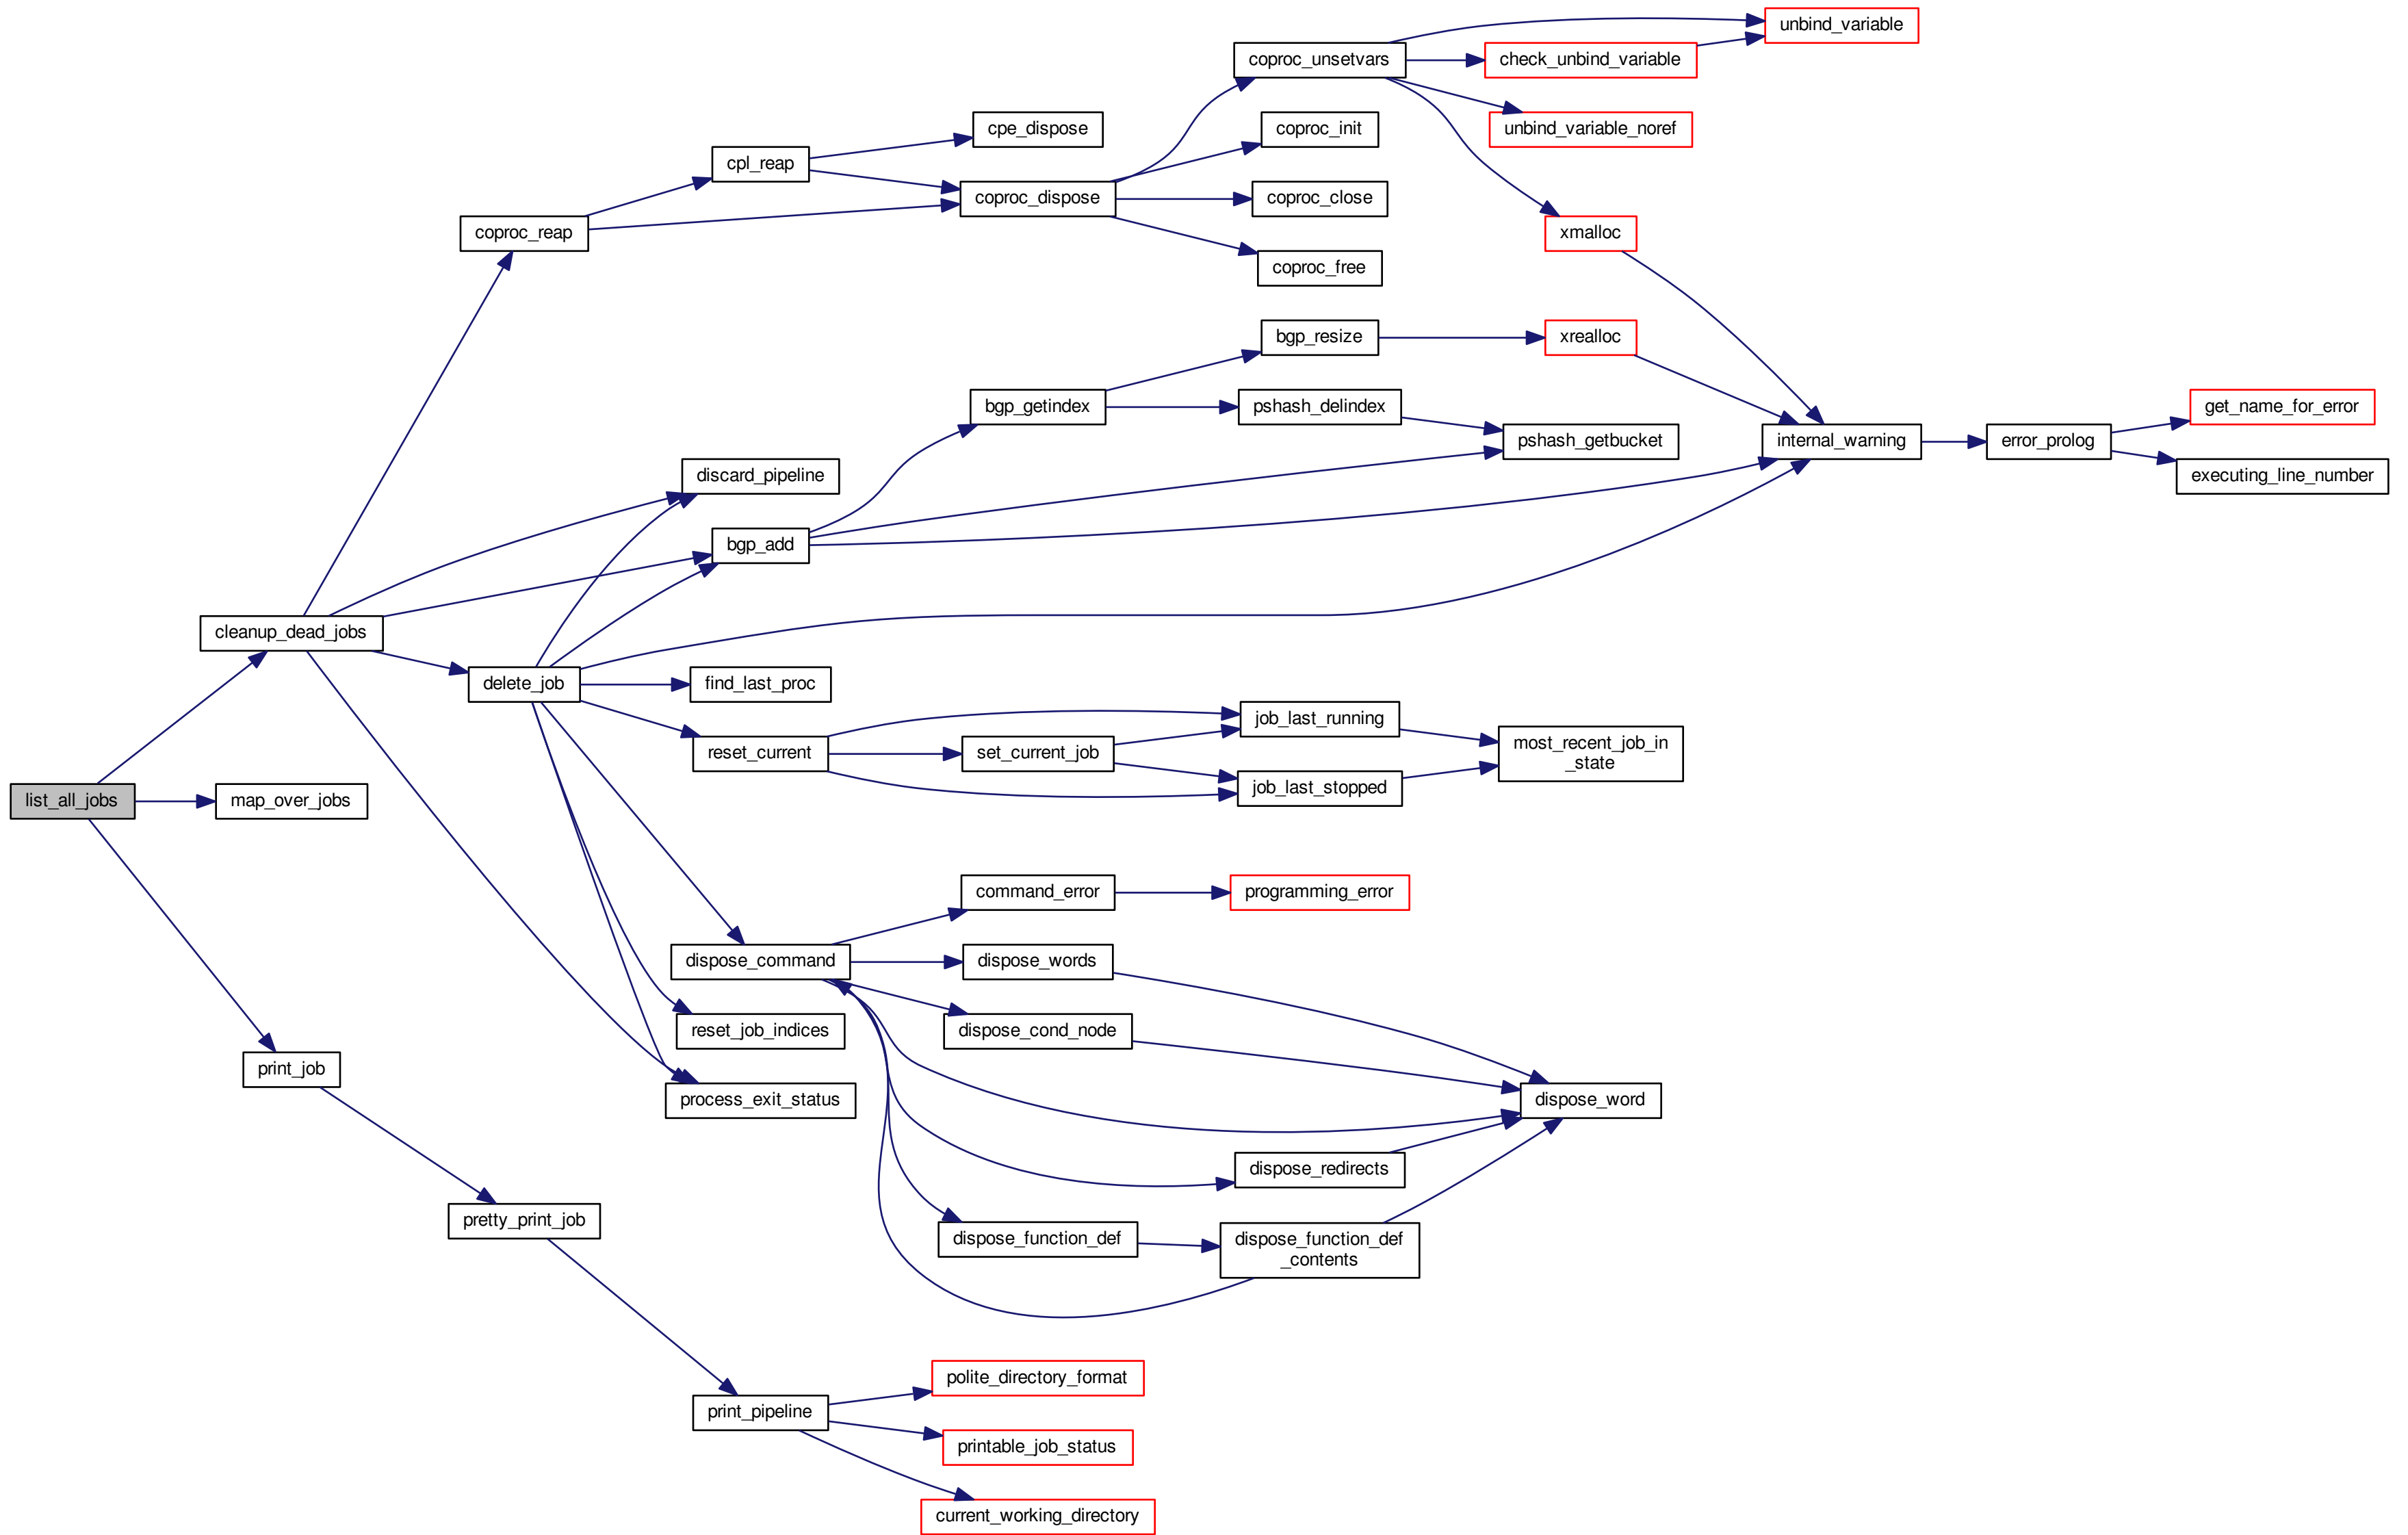 unbind_variable
coproc_unsetvars
check_unbind_variable
cpe_dispose
coproc_init
unbind_variable_noref
cpl_reap
coproc_dispose
coproc_close
coproc_reap
xmalloc
coproc_free
bgp_resize
xrealloc
bgp_getindex
pshash_delindex
get_name_for_error
pshash_getbucket
internal_warning
error_prolog
discard_pipeline
executing_line_number
bgp_add
cleanup_dead_jobs
delete_job
find_last_proc
job_last_running
reset_current
set_current_job
most_recent_job_in
_state
job_last_stopped
list_all_jobs
map_over_jobs
command_error
programming_error
dispose_command
dispose_words
reset_job_indices
dispose_cond_node
print_job
process_exit_status
dispose_word
dispose_redirects
pretty_print_job
dispose_function_def
dispose_function_def
_contents
polite_directory_format
print_pipeline
printable_job_status
current_working_directory